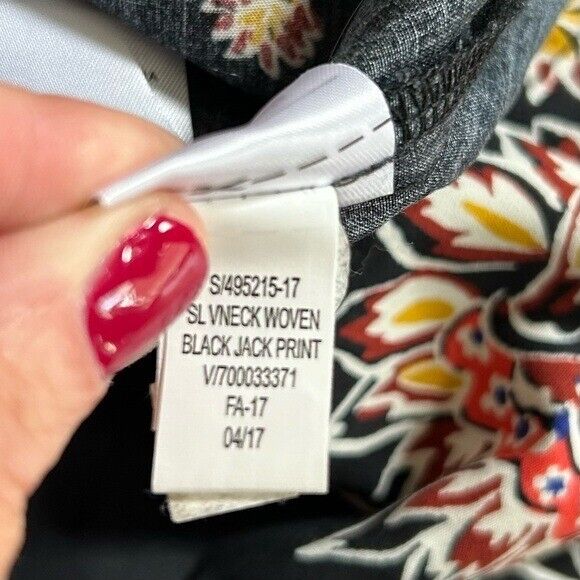 S/495215-17
SL VNECK WOVEN
BLACK JACK PRINT
V/700033371
FA-17
04/17